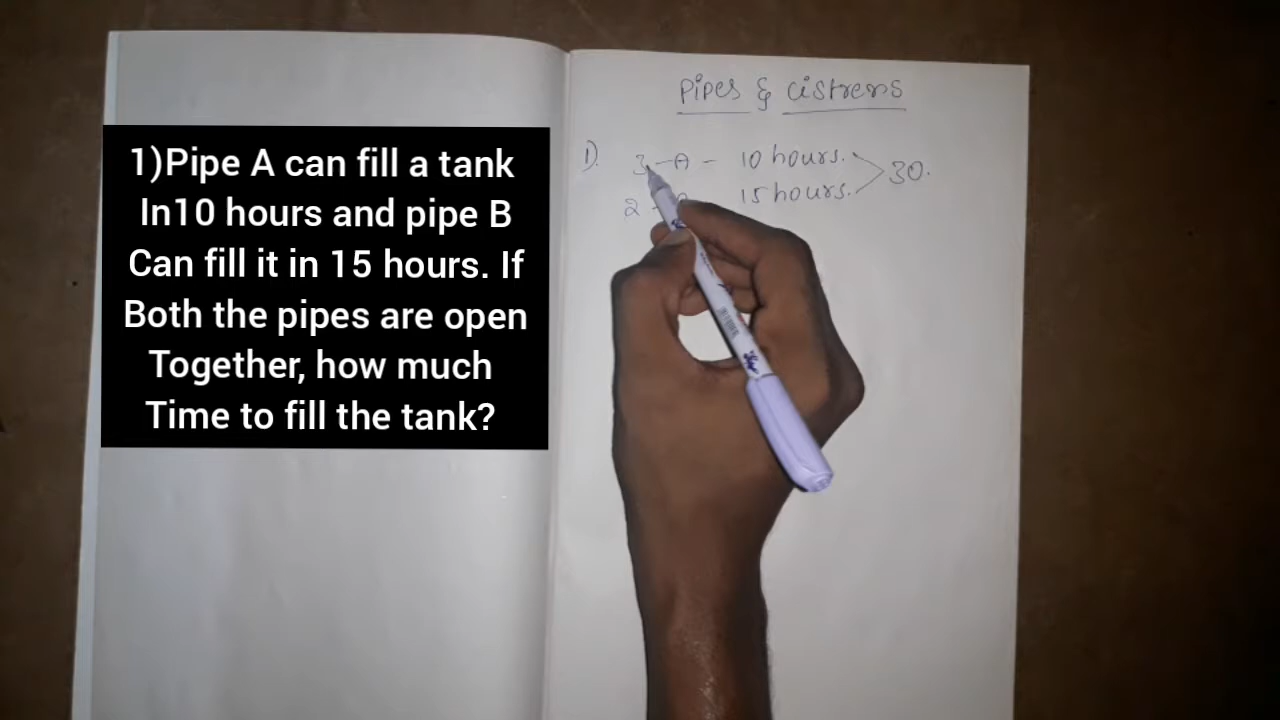 1)Pipe A can fill a tank
In10 hours and pipe B
Can fill it in 15 hours. If
Both the pipes are open
Together, how much
Time to fill the tank?
Pipes & cistrens
1). 3 - A - 10 hours. 30.
2 - 15 hours.